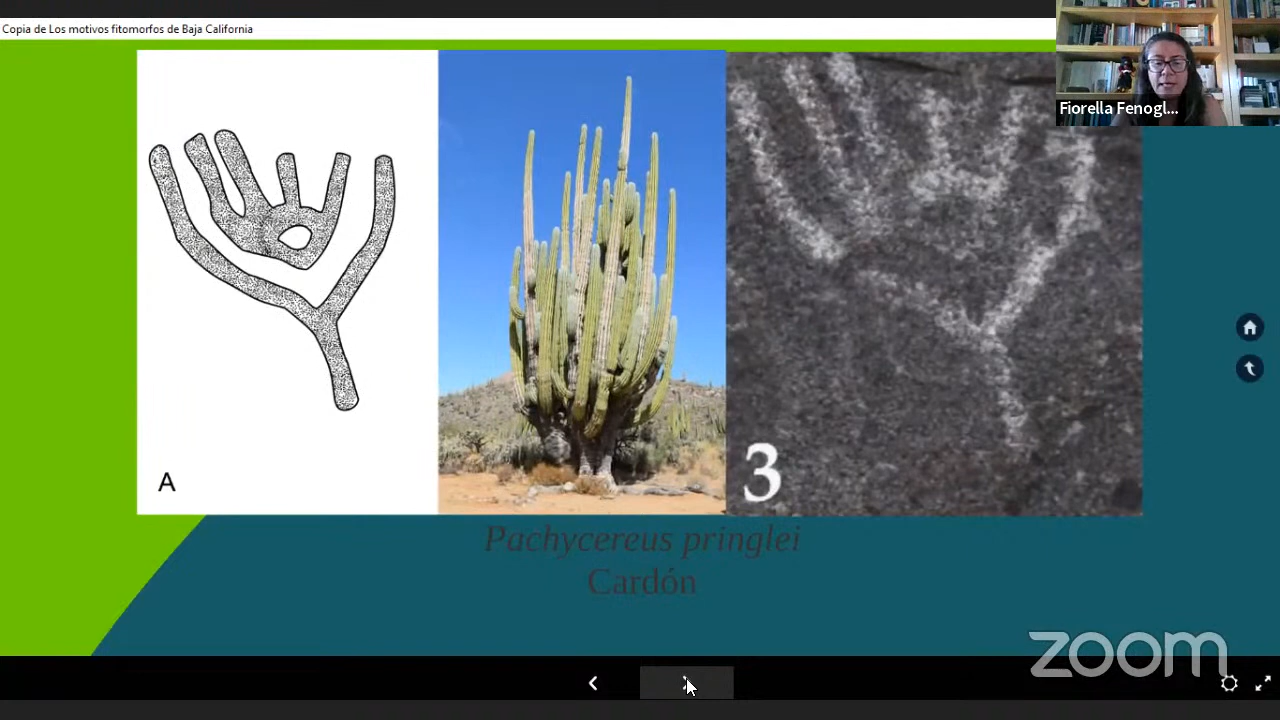 Copia de Los motivos fitomorfos de Baja California
Fiorella Fenogl...
A
3
Pachycereus pringlei
Cardón
zoom